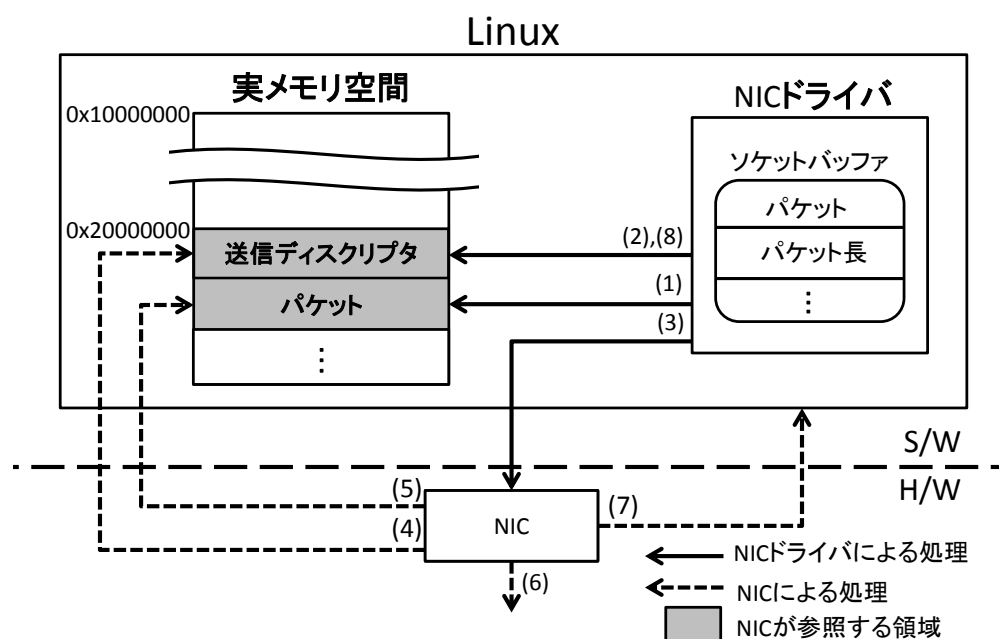 Linux
実メモリ空間
NICドライバ
0x10000000
ソケットバッファ
パケット
0x20000000
送信ディスクリプタ
(2),(8)
パケット長
パケット
(1)
⋮
(3)
⋮
S/W
H/W
(5)
(4)
NIC
(7)
(6)
NICドライバによる処理
NICによる処理
NICが参照する領域